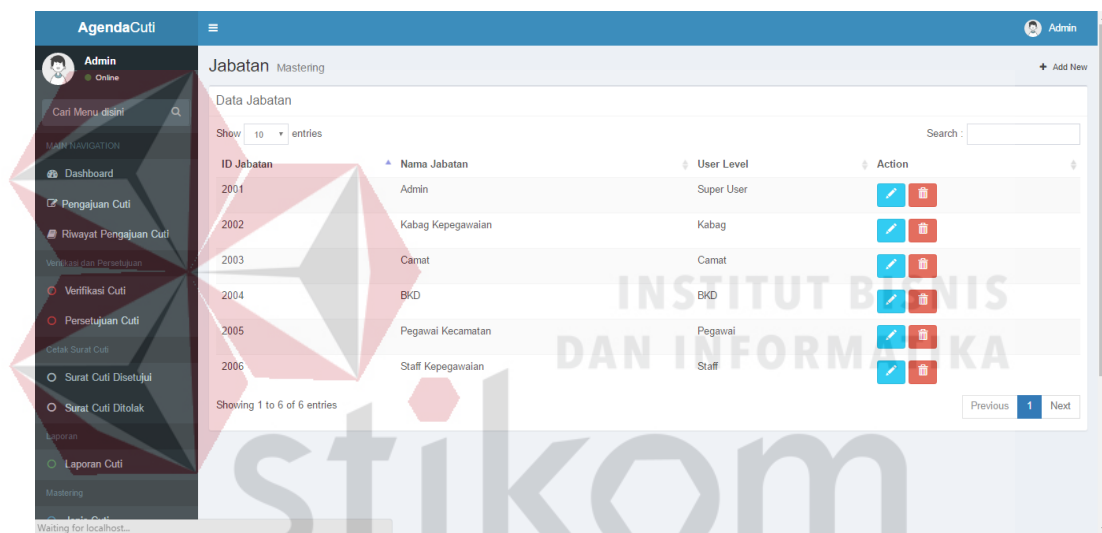 AgendaCuti
Admin
Admin
Online
Cari Menu disini
MAIN NAVIGATION
Dashboard
Pengajuan Cuti
Riwayat Pengajuan Cuti
Verifikasi dan Persetujuan
Verifikasi Cuti
Persetujuan Cuti
Cetak Surat Cuti
Surat Cuti Disetujui
Surat Cuti Ditolak
Laporan
Laporan Cuti
Mastering
Waiting for localhost...
Jabatan Mastering
+ Add New
Data Jabatan
Show 10 entries
Search :
ID Jabatan Nama Jabatan User Level Action
2001 Admin Super User
2002 Kabag Kepegawaian Kabag
2003 Camat Camat
2004 BKD BKD
2005 Pegawai Kecamatan Pegawai
2006 Staff Kepegawaian Staff
Showing 1 to 6 of 6 entries
Previous 1 Next
INSTITUT BISNIS
DAN INFORMATIKA
stikom